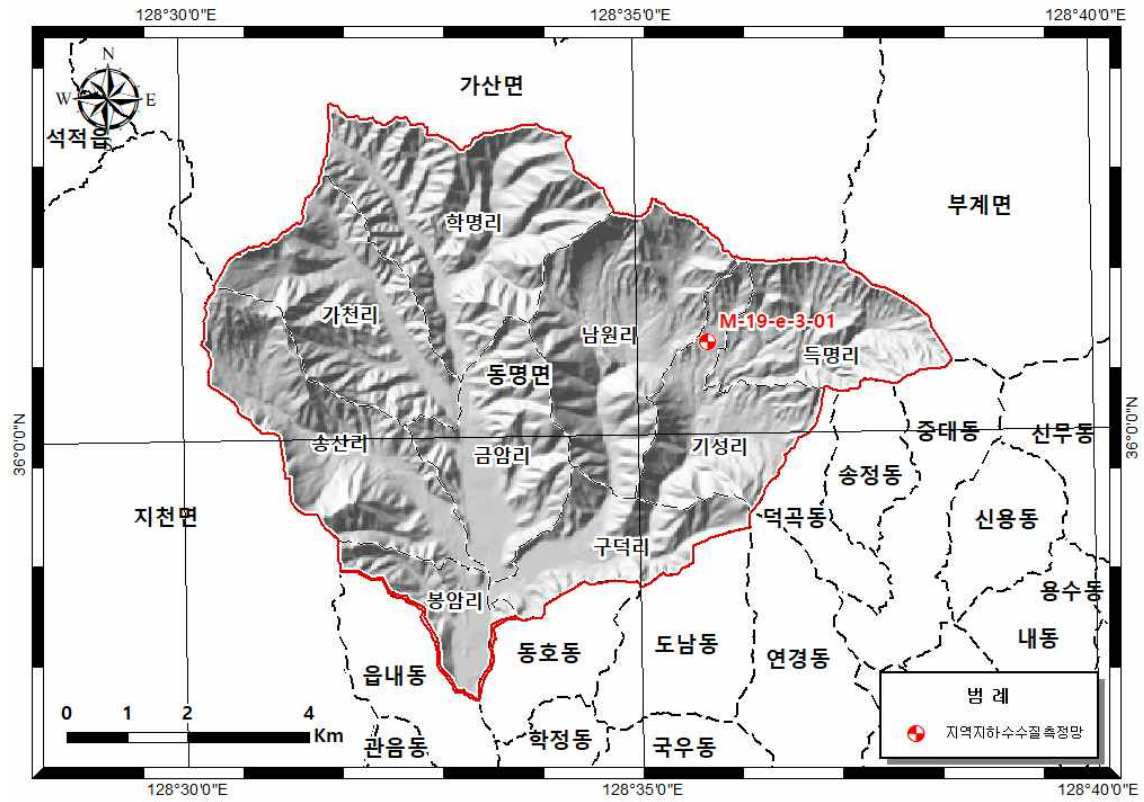 128°30'0"E 128°35'0"E 128°40'0"E
N
W E
가산면
석적읍
부계면
학명리
M-19-e-3-01
가천리
남원리
득명리
동명면
36°0'0"N
36°0'0"N
송산리
금암리
기성리
중대동
신무동
송정동
지천면
덕곡동
신용동
구덕리
봉암리
용수동
도남동
내동
동호동
연경동
읍내동
범 례
0 1 2 4
Km
관음동
학정동
국우동
지역지하수수질측정망
128°30'0"E 128°35'0"E 128°40'0"E